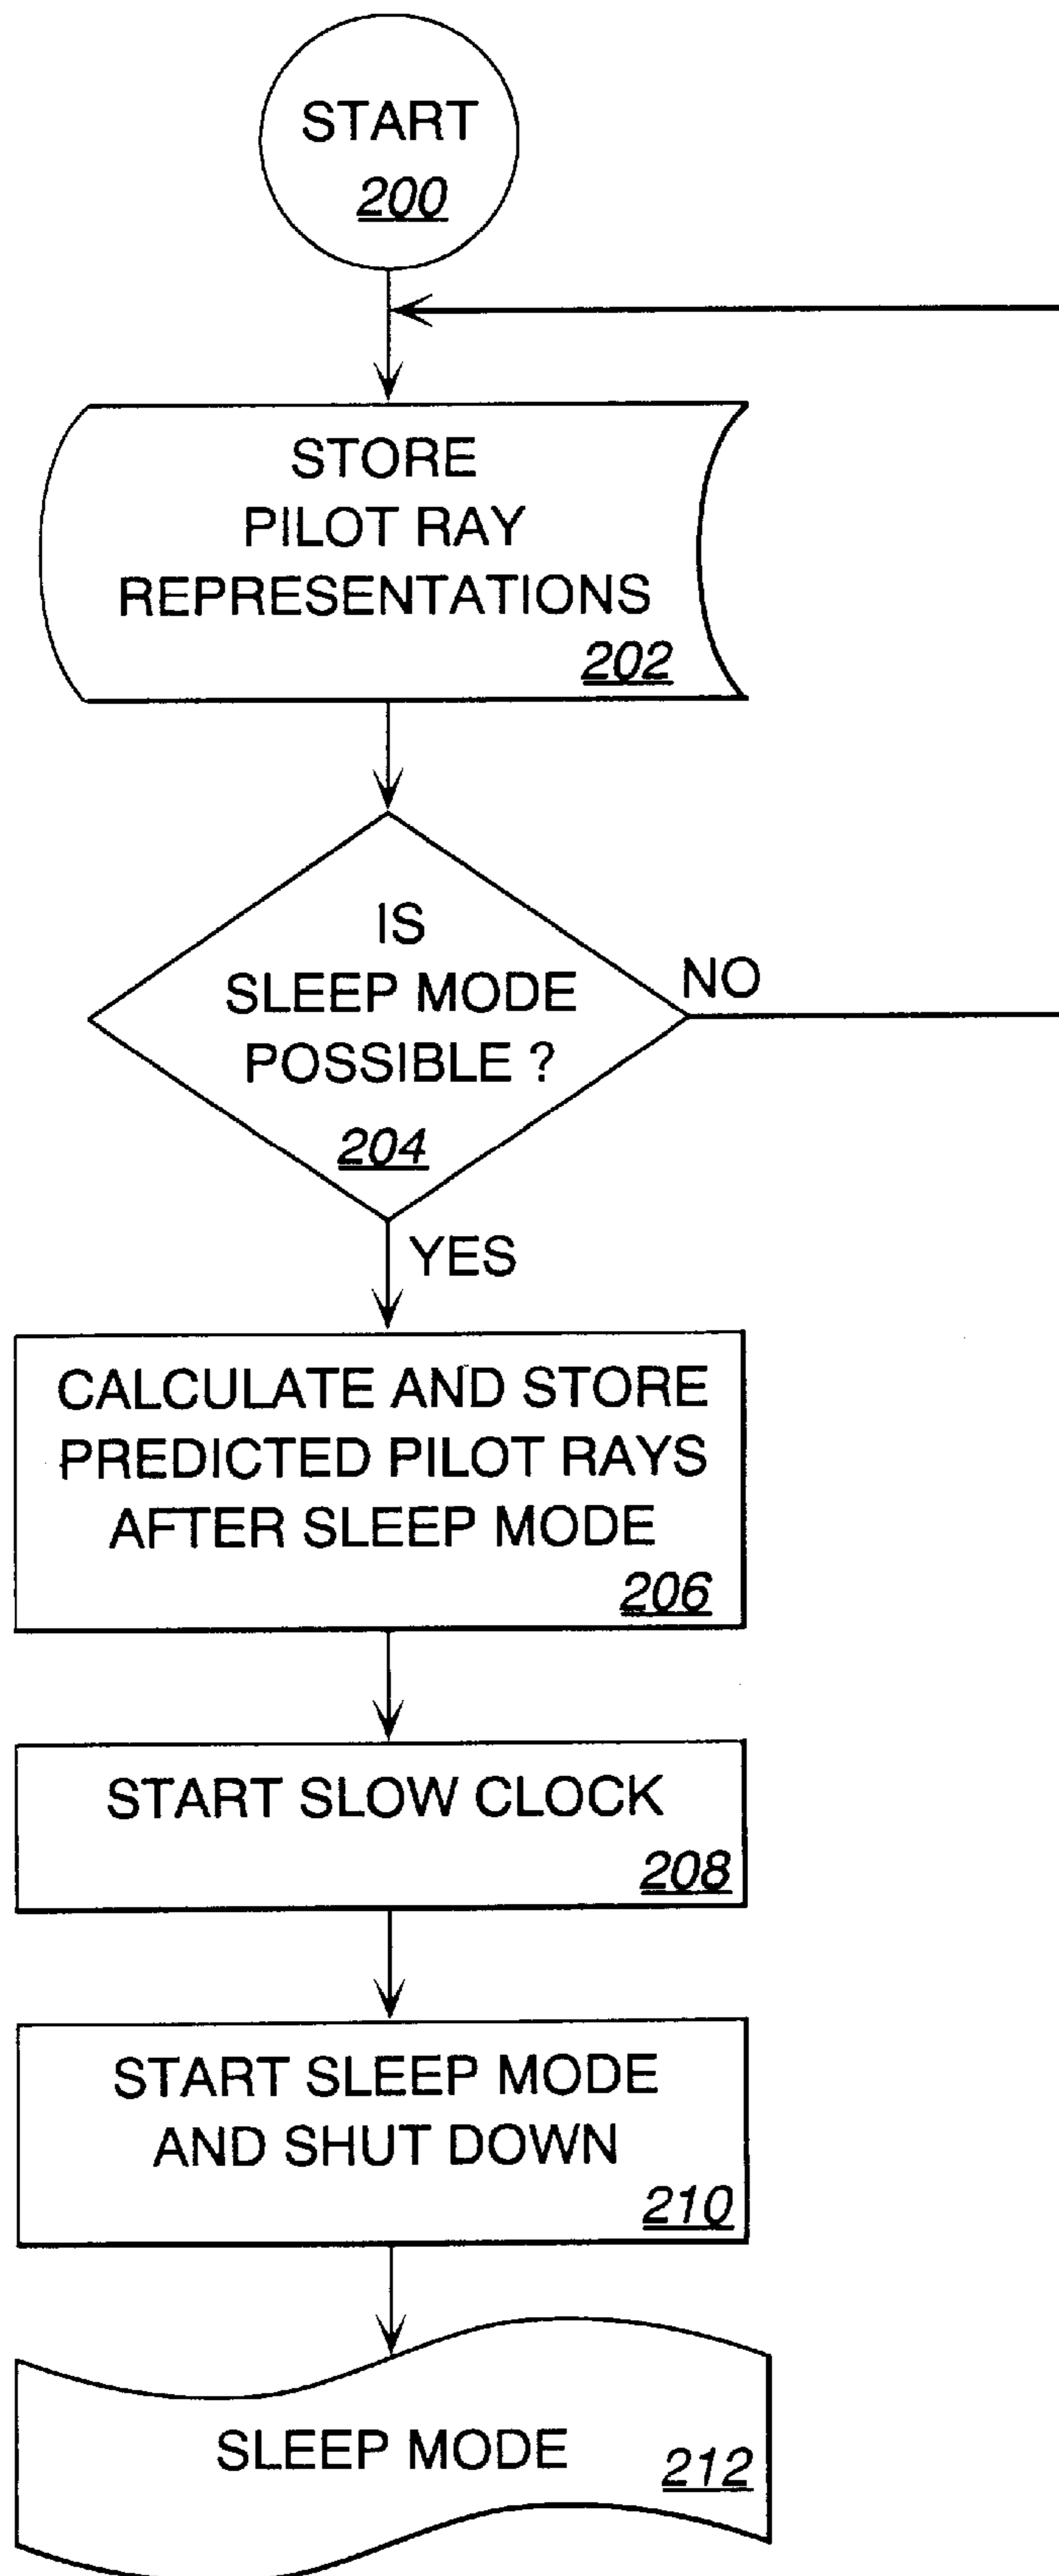 START
200
STORE
PILOT RAY
REPRESENTATIONS
202
IS
SLEEP MODE
POSSIBLE ?
204
NO
YES
CALCULATE AND STORE
PREDICTED PILOT RAYS
AFTER SLEEP MODE
206
START SLOW CLOCK
208
START SLEEP MODE
AND SHUT DOWN
210
SLEEP MODE
212